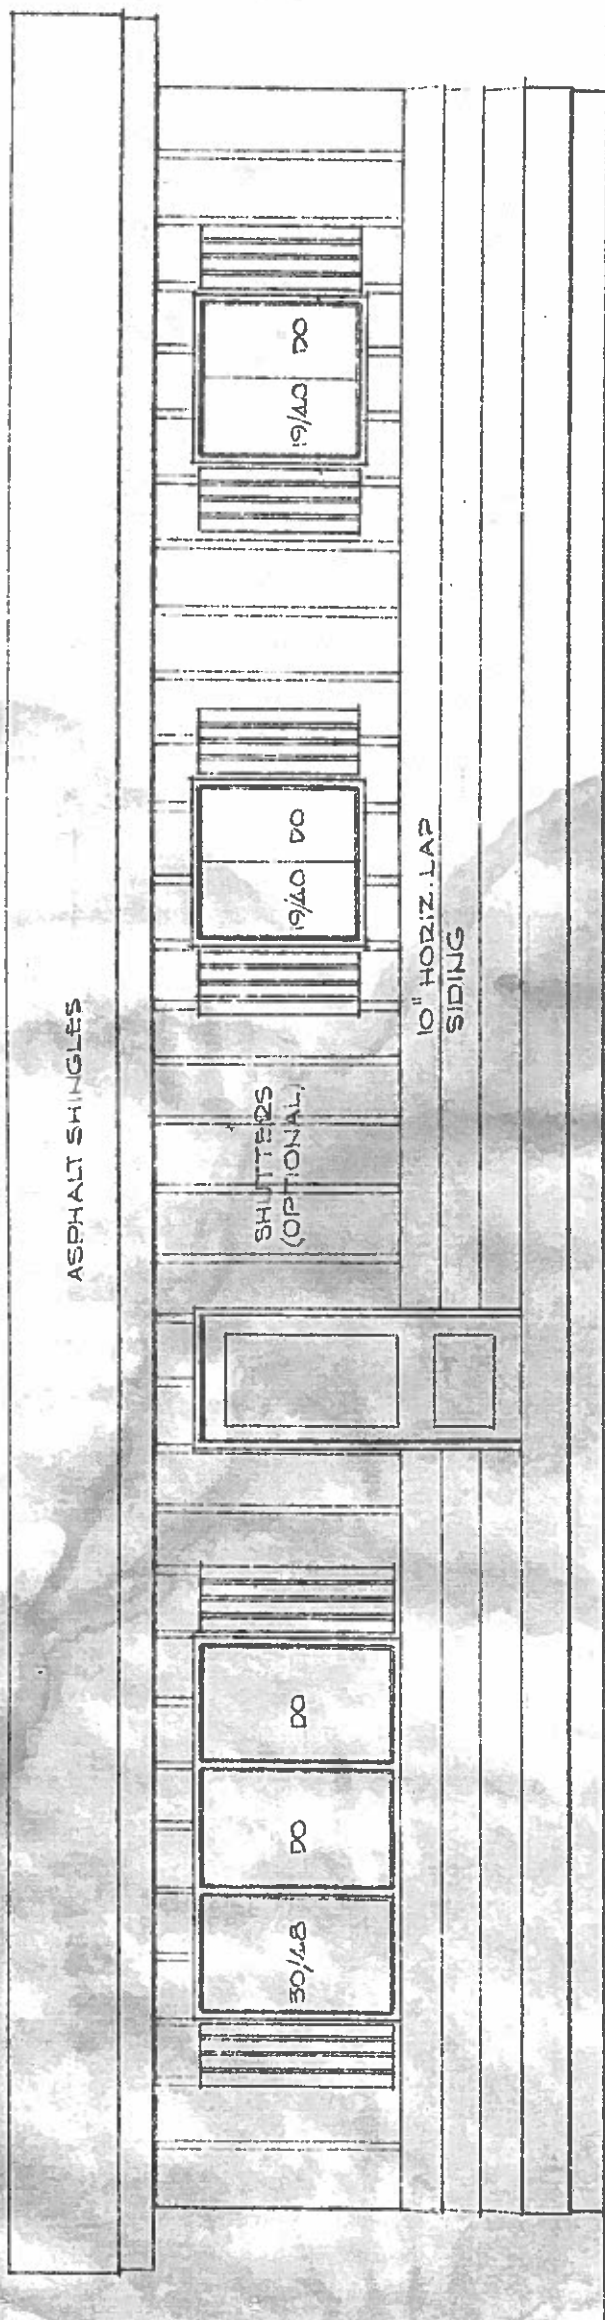 ASPHALT SHINGLES
SHUTTERS
(OPTIONAL)
30/48
DO
DO
19/40 DO
19/40 DO
10" HORIZ. LAP
SIDING